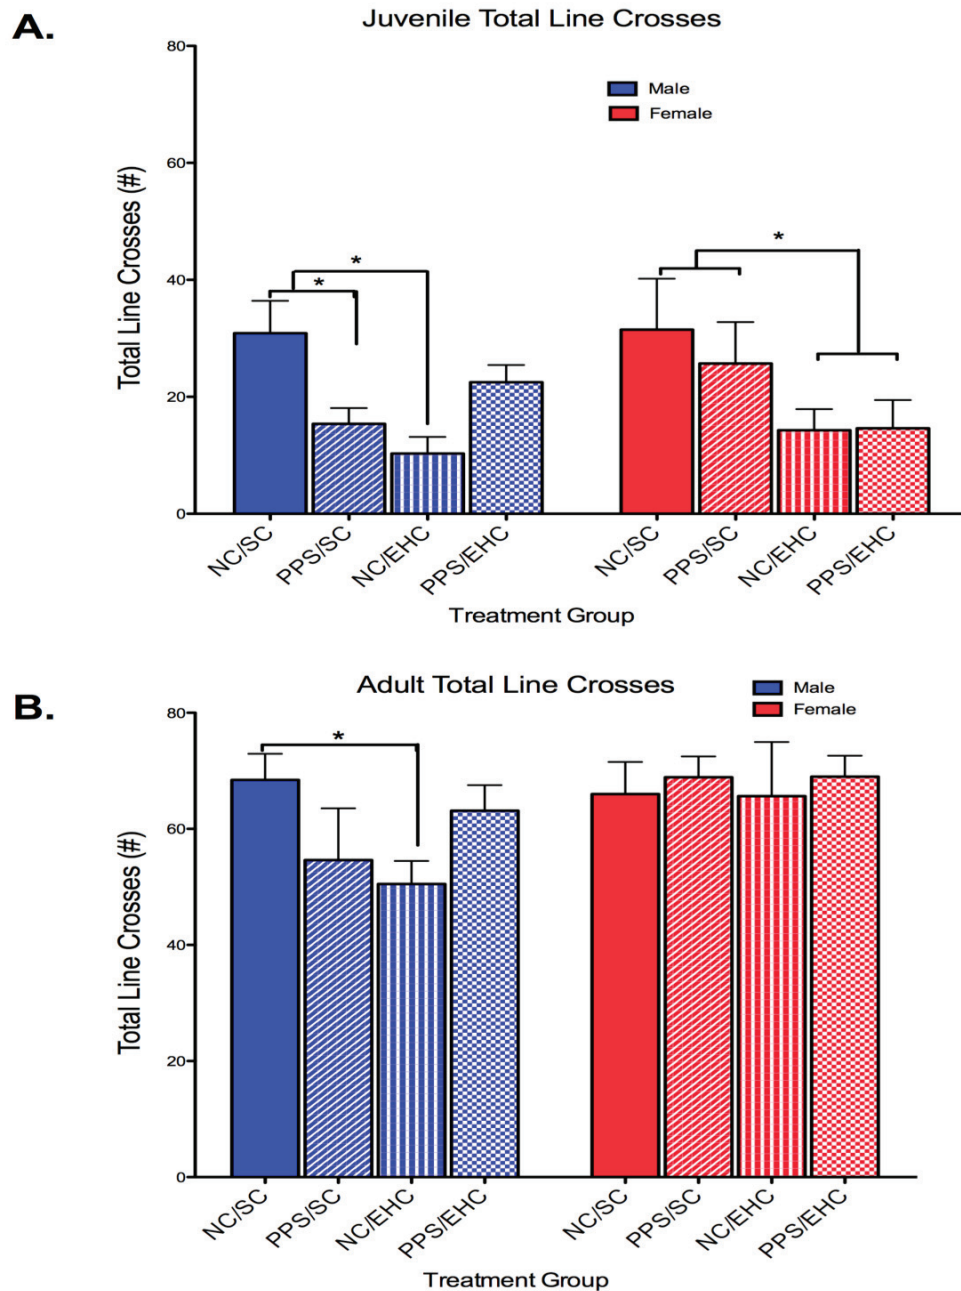 A.
Juvenile Total Line Crosses
80
60
40
20
0
Total Line Crosses (#)
Male
Female
*
*
*
NC/SC
PPS/SC
NC/EHC
PPS/EHC
NC/SC
PPS/SC
NC/EHC
PPS/EHC
Treatment Group
B.
Adult Total Line Crosses
Male
Female
80
60
40
20
0
Total Line Crosses (#)
*
NC/SC
PPS/SC
NC/EHC
PPS/EHC
NC/SC
PPS/SC
NC/EHC
PPS/EHC
Treatment Group